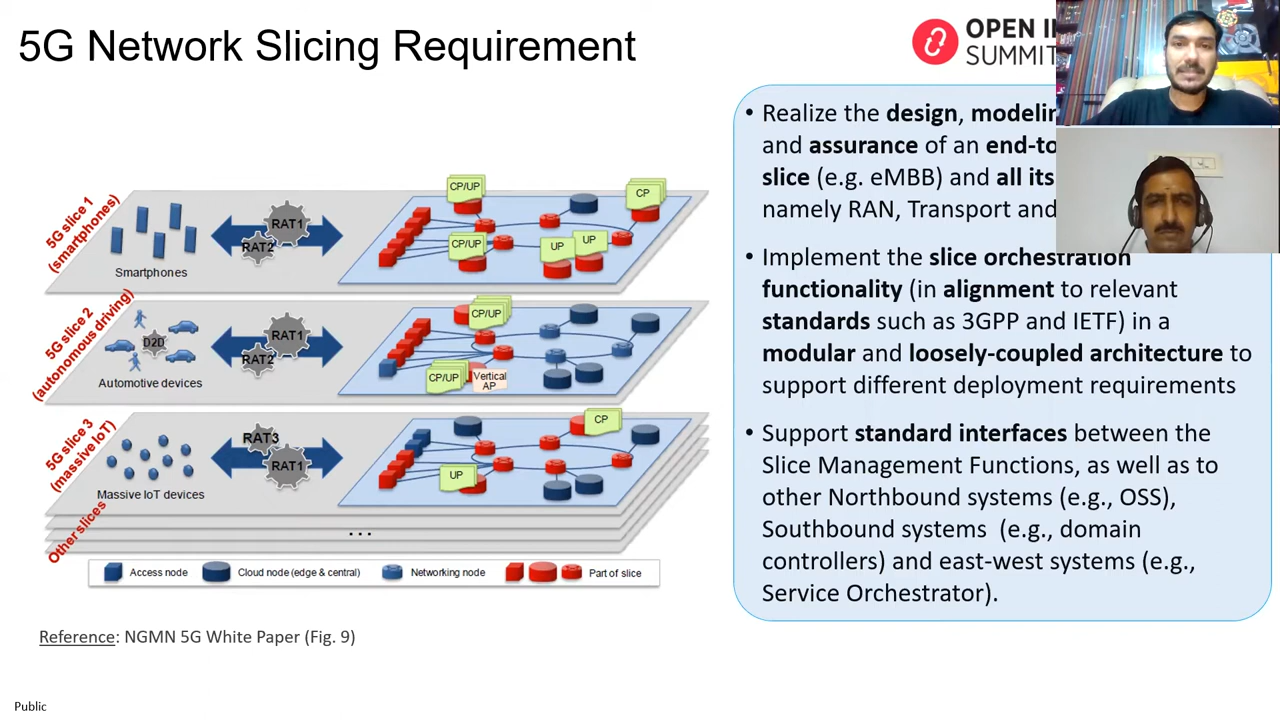 5G Network Slicing Requirement
OPEN
SUMMIT
5G slice 1
(smartphones)
Smartphones
RAT1
RAT2
CP/UP
CP
CP/UP
UP
UP
5G slice 2
(autonomous driving)
D2D
Automotive devices
RAT1
RAT2
CP/UP
CP/UP
Vertical
AP
5G slice 3
(massive IoT)
Massive IoT devices
RAT3
RAT1
CP
UP
Other slices
...
Access node
Cloud node (edge & central)
Networking node
Part of slice
Reference: NGMN 5G White Paper (Fig. 9)
Public
• Realize the design,
and assurance of an
slice (e.g. eMBB) and all its
namely RAN, Transport and
• Implement the slice orchestration
functionality (in alignment to relevant
standards such as 3GPP and IETF) in a
modular and loosely-coupled architecture to
support different deployment requirements
• Support standard interfaces between the
Slice Management Functions, as well as to
other Northbound systems (e.g., OSS),
Southbound systems (e.g., domain
controllers) and east-west systems (e.g.,
Service Orchestrator).